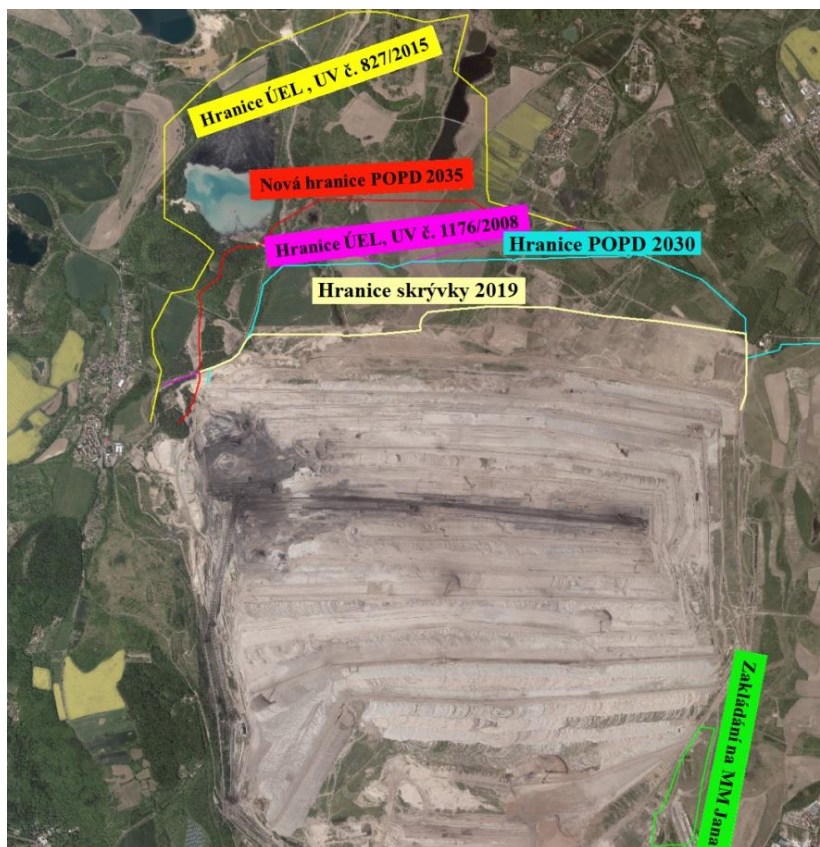 Hranice ÚEL , UV č. 827/2015
Nová hranice POPD 2035
Hranice ÚEL, UV č. 1176/2008
Hranice POPD 2030
Hranice skrývky 2019
Zakládání na MM Jana